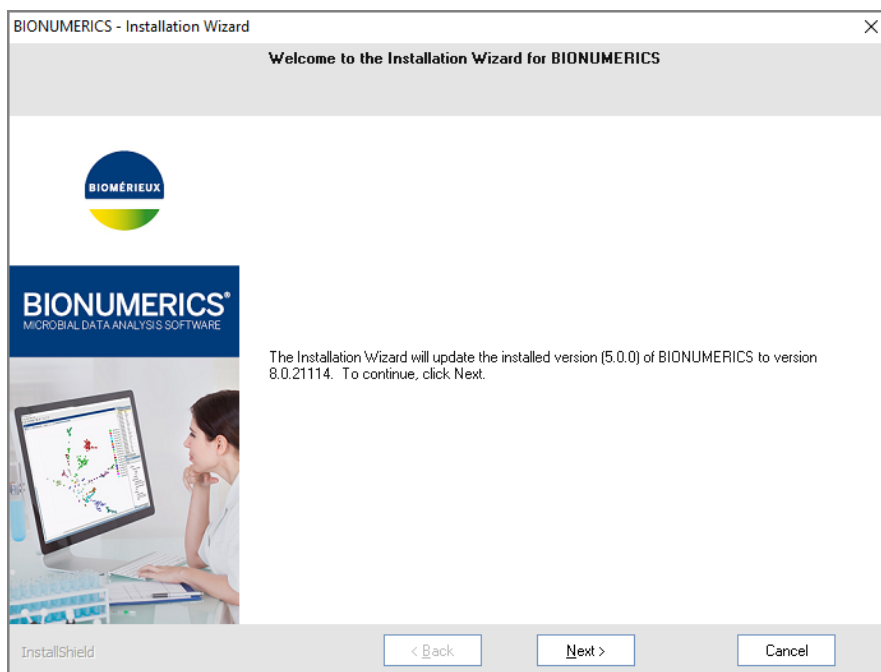 BIONUMERICS - Installation Wizard
Welcome to the Installation Wizard for BIONUMERICS
BIOMÉRIEUX
BIONUMERICS®
MICROBIAL DATA ANALYSIS SOFTWARE
The Installation Wizard will update the installed version (5.0.0) of BIONUMERICS to version
8.0.21114. To continue, click Next.
InstallShield
< Back
Next >
Cancel